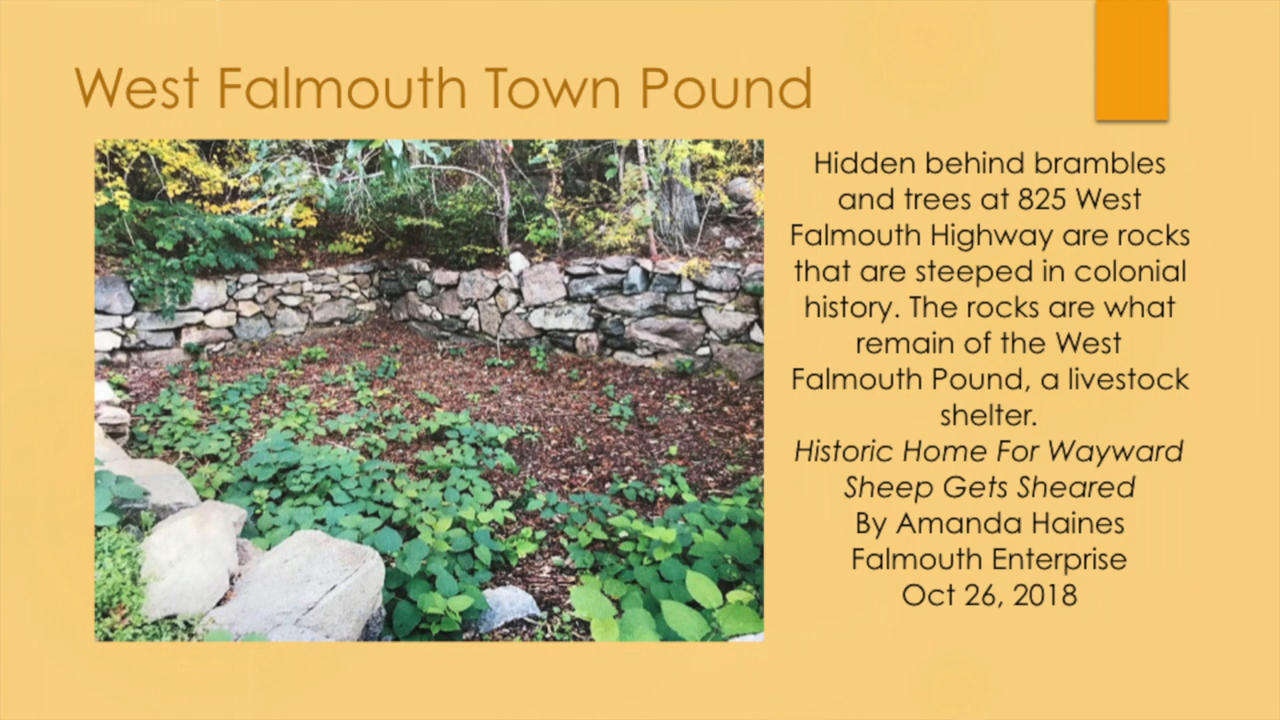 West Falmouth Town Pound
Hidden behind brambles
and trees at 825 West
Falmouth Highway are rocks
that are steeped in colonial
history. The rocks are what
remain of the West
Falmouth Pound, a livestock
shelter.
Historic Home For Wayward
Sheep Gets Sheared
By Amanda Haines
Falmouth Enterprise
Oct 26, 2018